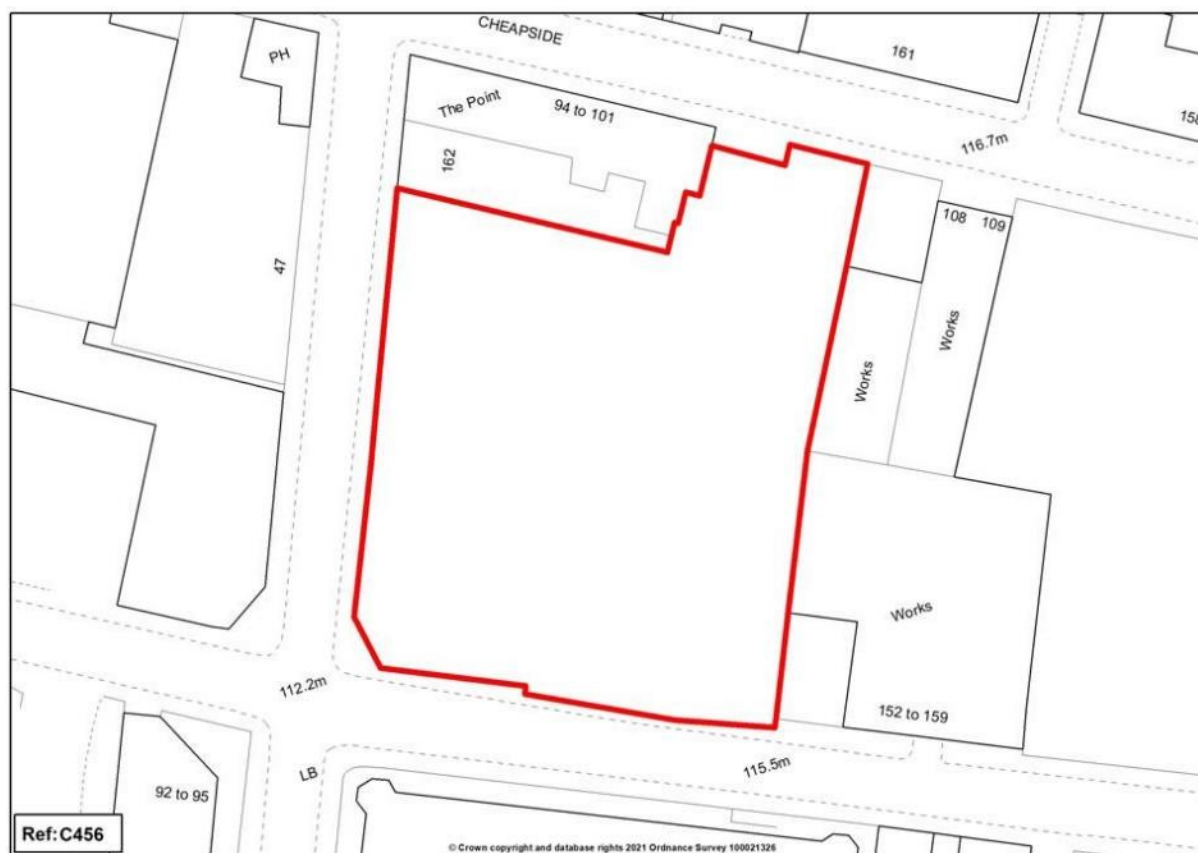 CHEAPSIDE
PH
161
158
The Point
94 to 101
116.7m
162
108
109
47
Works
Works
Works
152 to 159
112.2m
115.5m
LB
92 to 95
Ref:C456
© Crown copyright and database rights 2021 Ordnance Survey 100021326